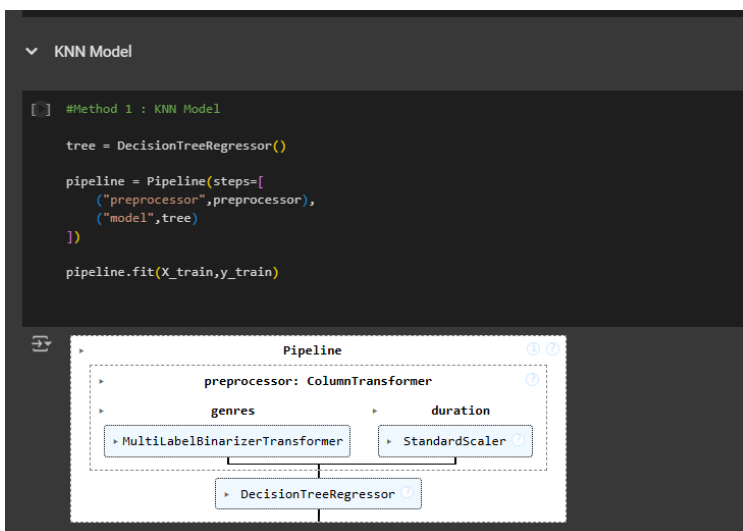 KNN Model
[ ] #Method 1 : KNN Model
tree = DecisionTreeRegressor()
pipeline = Pipeline(steps=[
("preprocessor",preprocessor),
("model",tree)
])
pipeline.fit(X_train,y_train)
Pipeline i ?
preprocessor: ColumnTransformer ?
genres duration
MultiLabelBinarizerTransformer StandardScaler ?
DecisionTreeRegressor ?